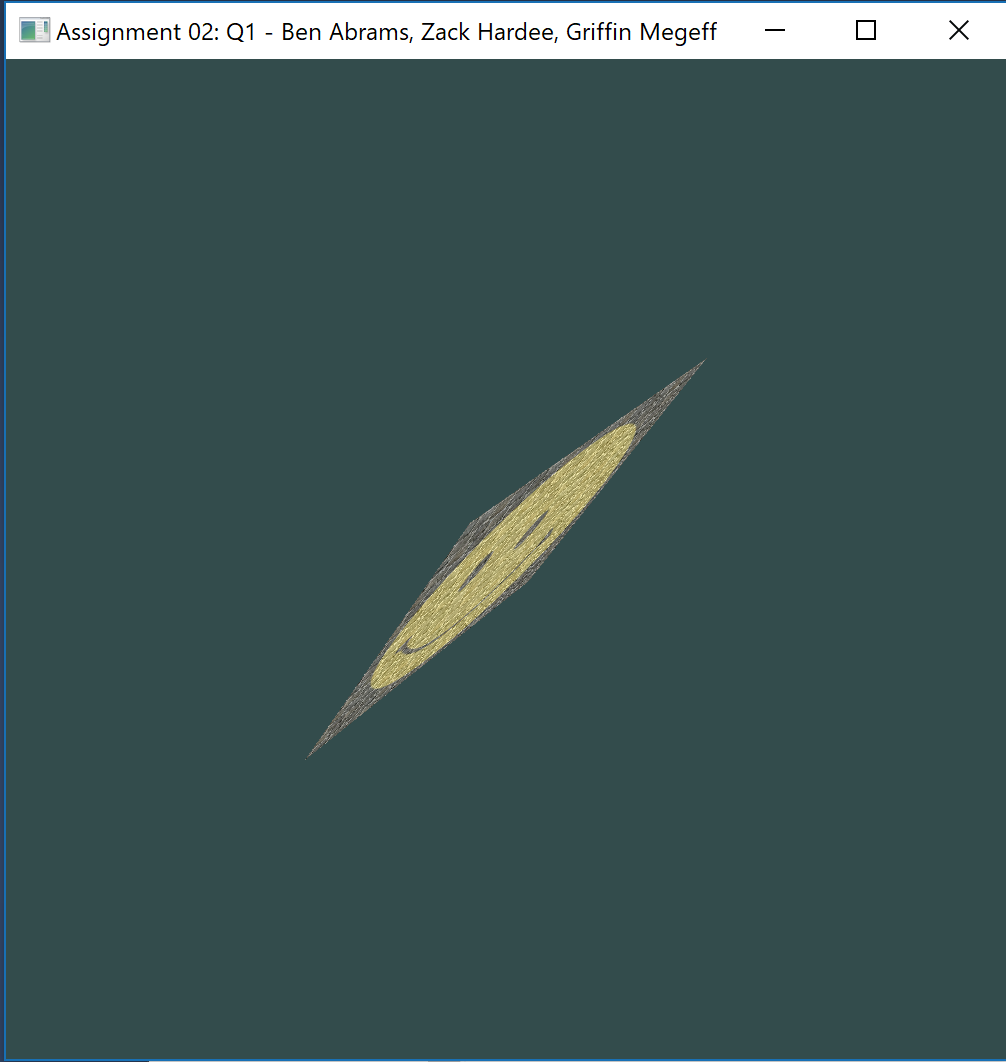 Assignment 02: Q1 - Ben Abrams, Zack Hardee, Griffin Megeff